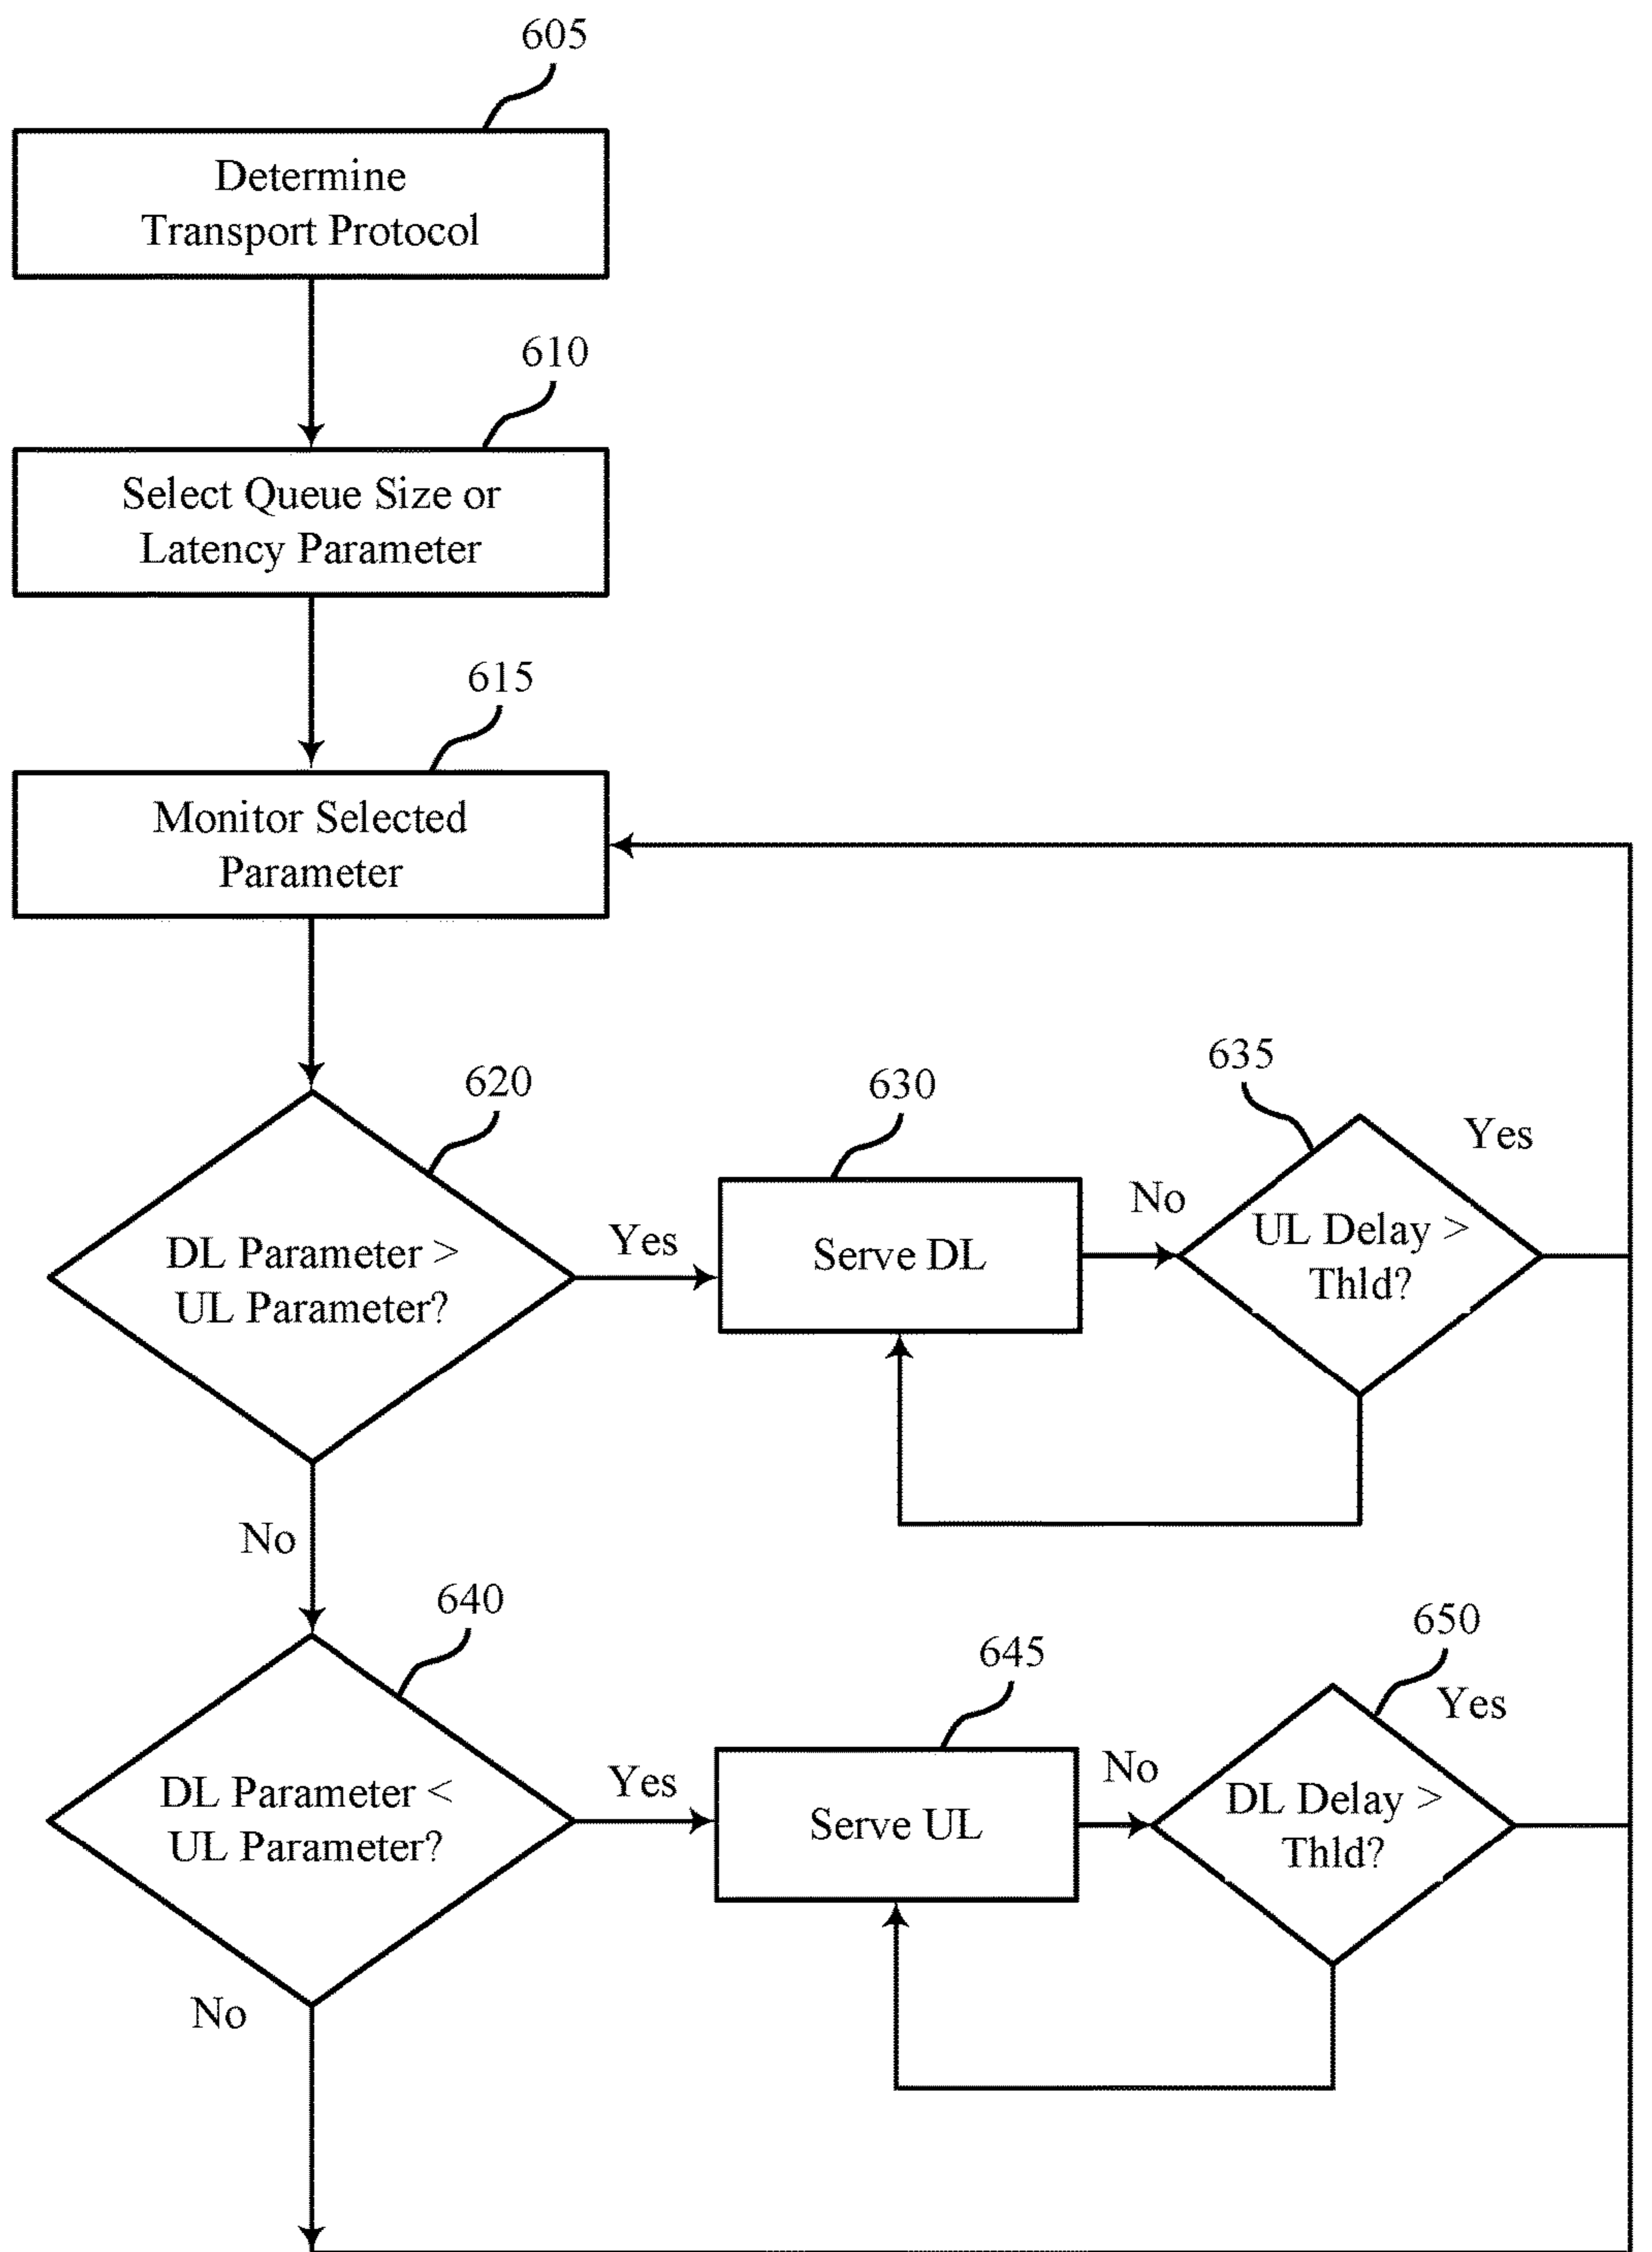 605
Determine
Transport Protocol
610
Select Queue Size or
Latency Parameter
615
Monitor Selected
Parameter
620
DL Parameter >
UL Parameter?
Yes
630
Serve DL
No
635
UL Delay >
Thld?
Yes
No
640
DL Parameter <
UL Parameter?
Yes
645
Serve UL
No
650
DL Delay >
Thld?
Yes
No